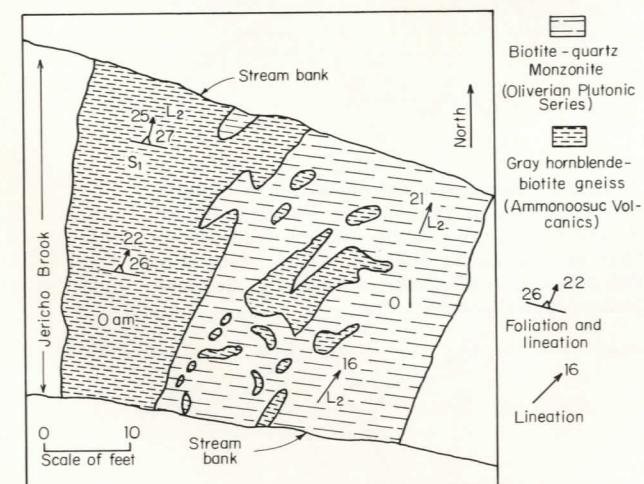 Stream bank
25 L2
27
S1
22
26
O am
Jericho Brook
21
L2
O
16
L2
Stream
bank
0 10
Scale of feet
North
Biotite-quartz
Monzonite
(Oliverian Plutonic
Series)
Gray hornblende-
biotite gneiss
(Ammonoosuc Vol-
canics)
26 22
Foliation and
lineation
16
Lineation